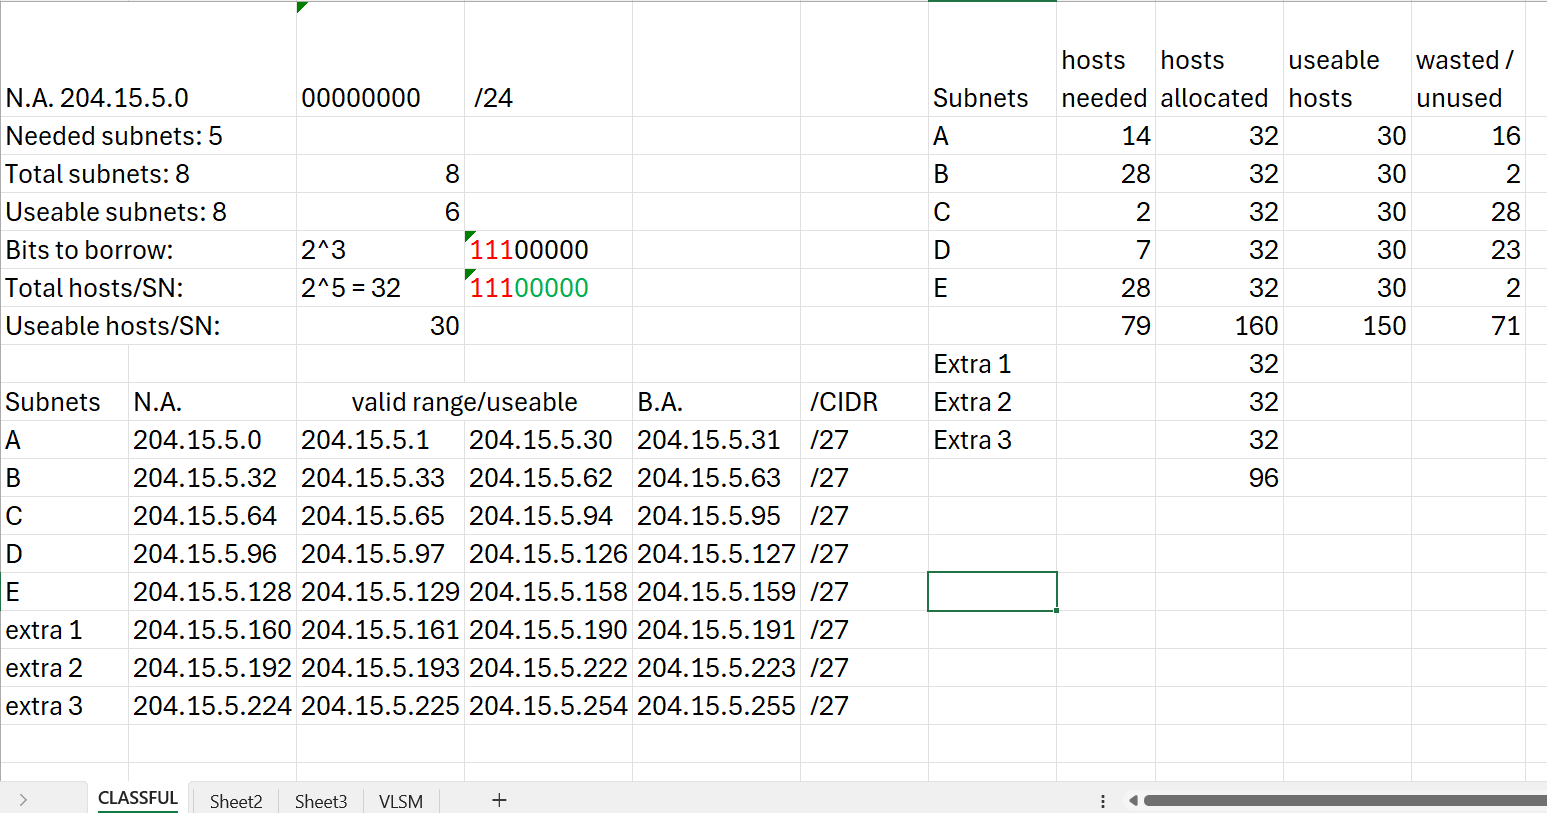 hosts hosts useable wasted /
N.A. 204.15.5.0 00000000 /24 Subnets needed allocated hosts unused
Needed subnets: 5 A 14 32 30 16
Total subnets: 8 8 B 28 32 30 2
Useable subnets: 8 6 C 2 32 30 28
Bits to borrow: 2^3 11100000 D 7 32 30 23
Total hosts/SN: 2^5 = 32 11100000 E 28 32 30 2
Useable hosts/SN: 30 79 160 150 71
Extra 1 32
Subnets N.A. valid range/useable B.A. /CIDR Extra 2 32
A 204.15.5.0 204.15.5.1 204.15.5.30 204.15.5.31 /27 Extra 3 32
B 204.15.5.32 204.15.5.33 204.15.5.62 204.15.5.63 /27 96
C 204.15.5.64 204.15.5.65 204.15.5.94 204.15.5.95 /27
D 204.15.5.96 204.15.5.97 204.15.5.126 204.15.5.127 /27
E 204.15.5.128 204.15.5.129 204.15.5.158 204.15.5.159 /27
extra 1 204.15.5.160 204.15.5.161 204.15.5.190 204.15.5.191 /27
extra 2 204.15.5.192 204.15.5.193 204.15.5.222 204.15.5.223 /27
extra 3 204.15.5.224 204.15.5.225 204.15.5.254 204.15.5.255 /27
CLASSFUL Sheet2 Sheet3 VLSM